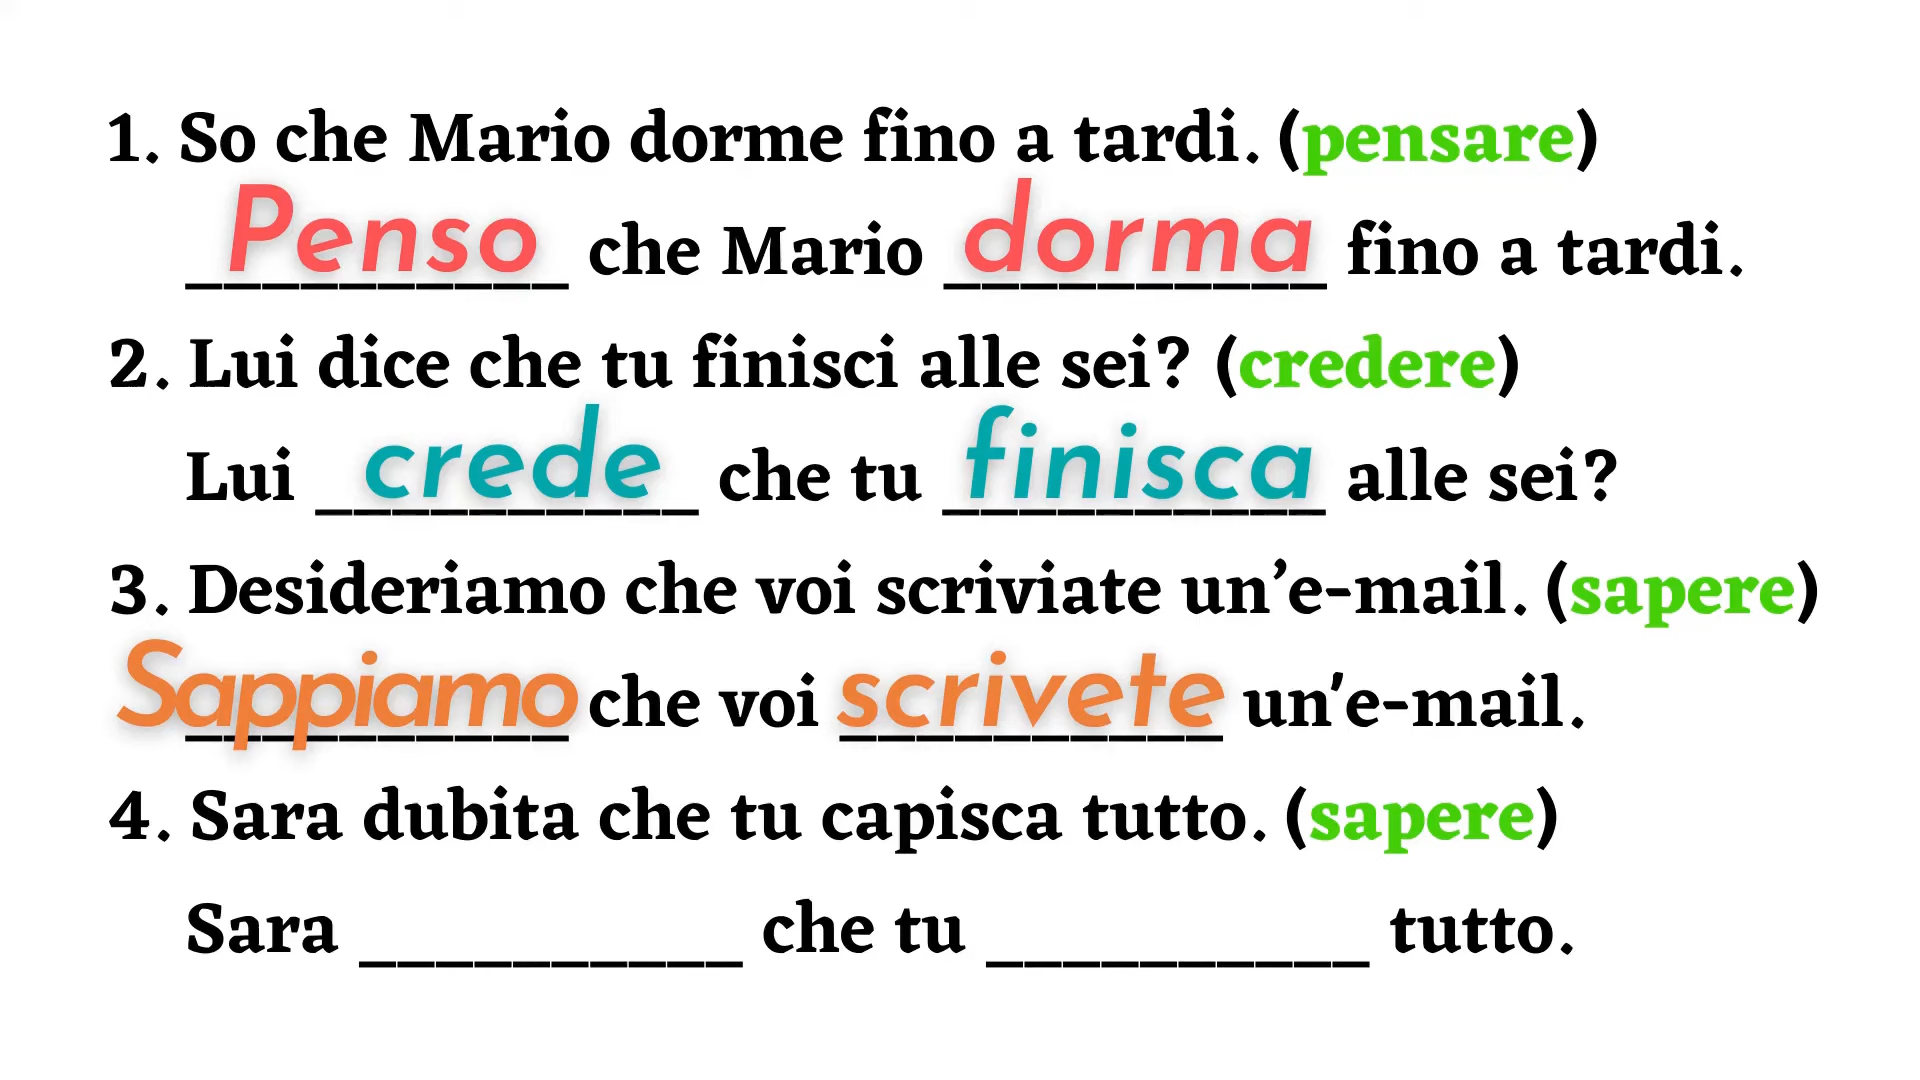 1. So che Mario dorme fino a tardi. (pensare)
Penso che Mario dorma fino a tardi.
2. Lui dice che tu finisci alle sei? (credere)
Lui crede che tu finisca alle sei?
3. Desideriamo che voi scriviate un’e-mail. (sapere)
Sappiamo che voi scrivete un'e-mail.
4. Sara dubita che tu capisca tutto. (sapere)
Sara __________ che tu __________ tutto.